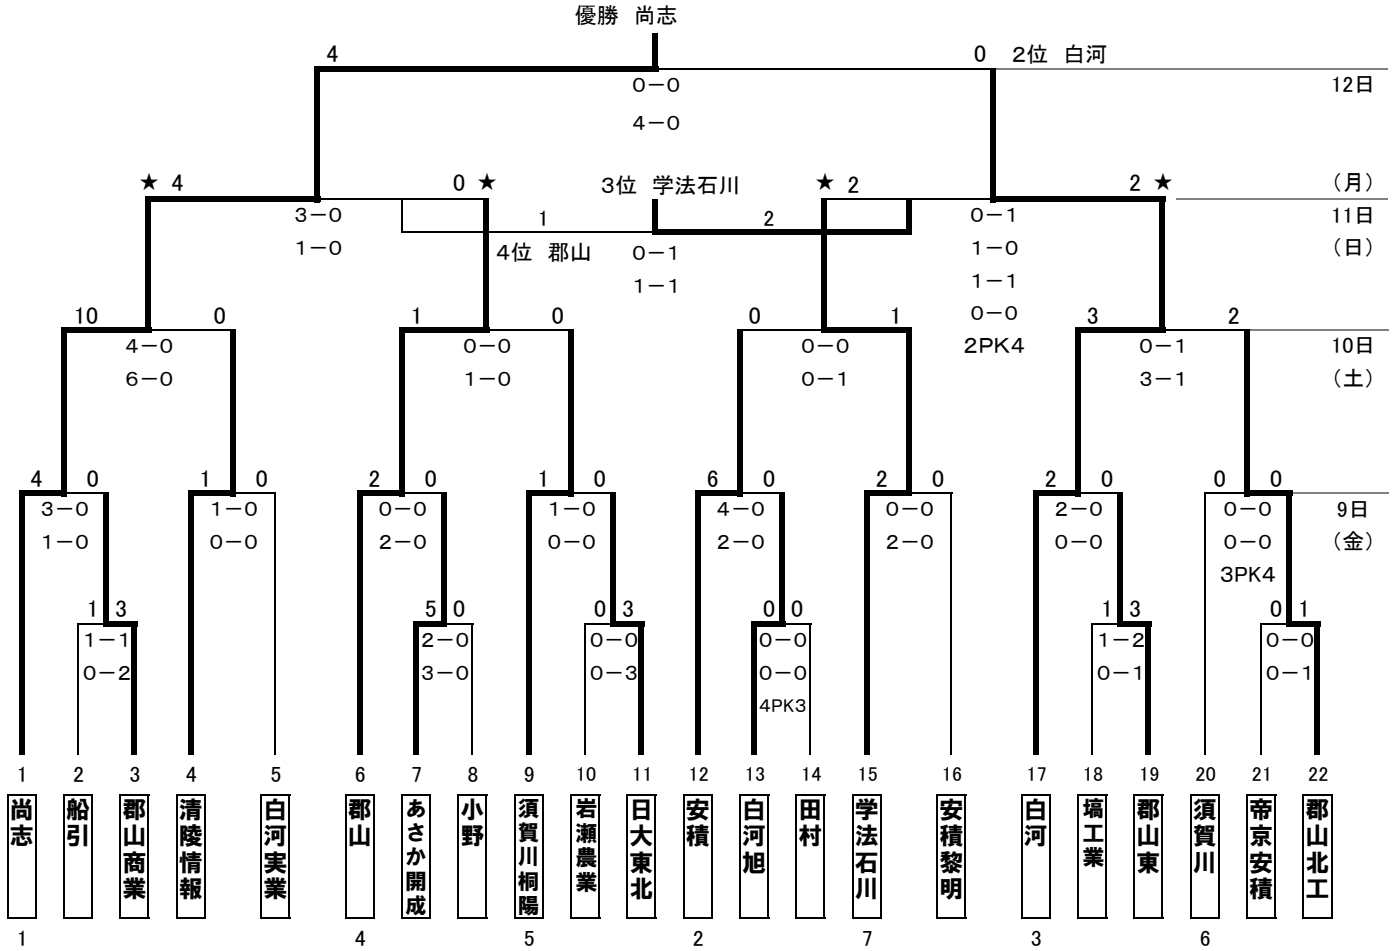 優勝 尚志
4
0 2位 白河
0－0
12日
4－0
★ 4
0 ★
3位 学法石川
★ 2
2 ★
（月）
3－0
1
2
0－1
11日
1－0
4位 郡山
0－1
1－0
（日）
1－1
1－1
10
0
1
0
0
1
0－0
3
2
4－0
0－0
0－0
2PK4
0－1
10日
6－0
1－0
0－1
3－1
（土）
4 0
1 0
2 0
1 0
6 0
2 0
2 0
0 0
3－0
1－0
0－0
1－0
4－0
0－0
2－0
0－0
9日
1－0
0－0
2－0
0－0
2－0
2－0
0－0
0－0
（金）
3PK4
1 3
5 0
0 3
0 0
1 3
0 1
1－1
2－0
0－0
0－0
1－2
0－0
0－2
3－0
0－3
0－0
0－1
0－1
4PK3
1 2 3 4 5 6 7 8 9 10 11 12 13 14 15 16 17 18 19 20 21 22
尚志
船引
郡山商業
清陵情報
白河実業
郡山
あさか開成
小野
須賀川桐陽
岩瀬農業
日大東北
安積
白河旭
田村
学法石川
安積黎明
白河
塙工業
郡山東
須賀川
帝京安積
郡山北工
1 4 5 2 7 3 6